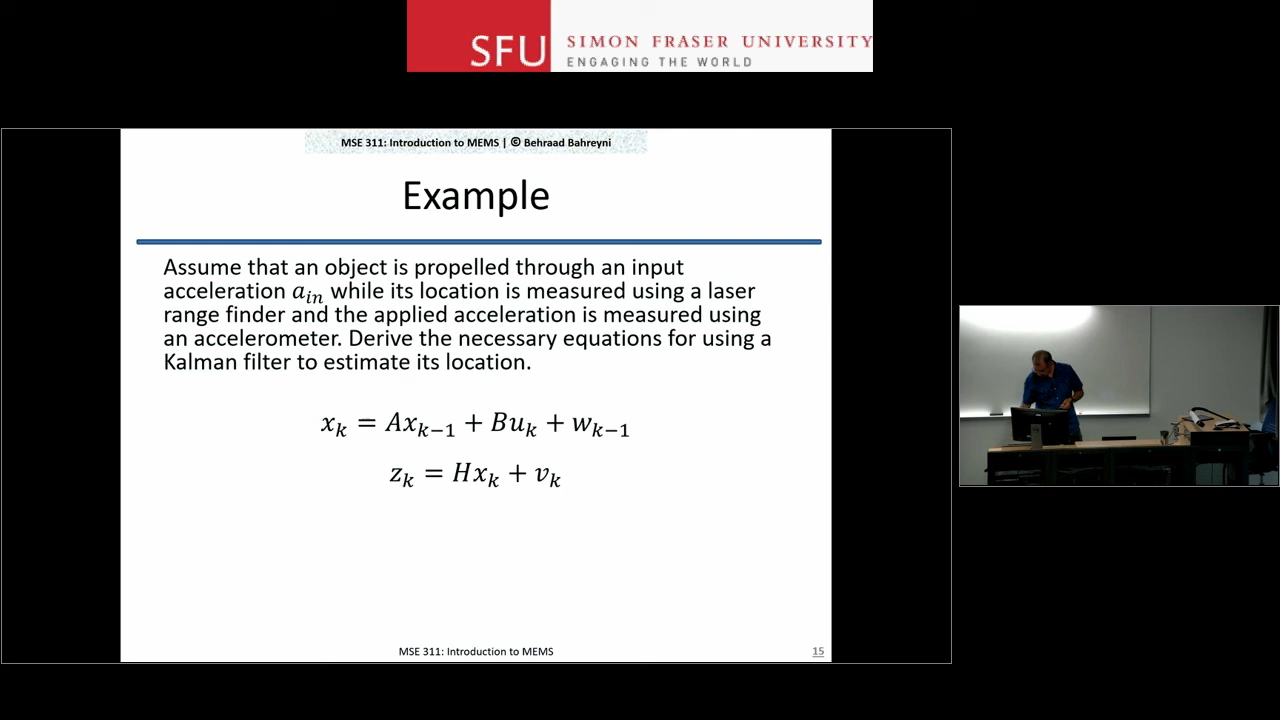 SFU
SIMON FRASER UNIVERSITY
ENGAGING THE WORLD
MSE 311: Introduction to MEMS | © Behraad Bahreyni
Example
Assume that an object is propelled through an input
acceleration a_{in} while its location is measured using a laser
range finder and the applied acceleration is measured using
an accelerometer. Derive the necessary equations for using a
Kalman filter to estimate its location.
x_k = Ax_{k−1} + Bu_k + w_{k−1}
z_k = Hx_k + v_k
MSE 311: Introduction to MEMS
15